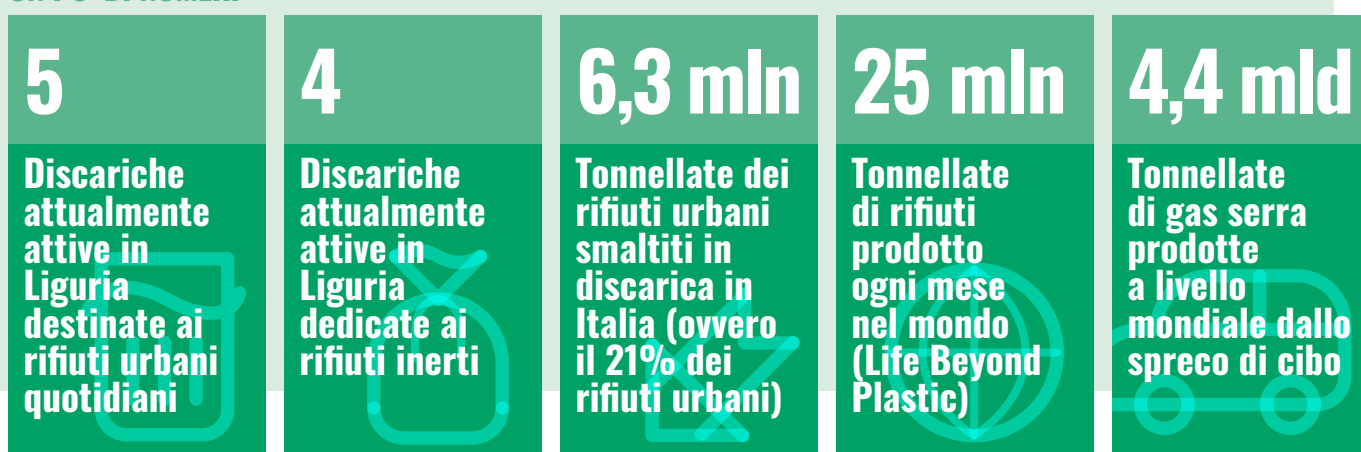 5
Discariche
attualmente
attive in
Liguria
destinate ai
rifiuti urbani
quotidiani
4
Discariche
attualmente
attive in
Liguria
dedicate ai
rifiuti inerti
6,3 mln
Tonnellate dei
rifiuti urbani
smaltiti in
discarica in
Italia (ovvero
il 21% dei
rifiuti urbani)
25 mln
Tonnellate
di rifiuti
prodotto
ogni mese
nel mondo
(Life Beyond
Plastic)
4,4 mld
Tonnellate
di gas serra
prodotte
a livello
mondiale dallo
spreco di cibo